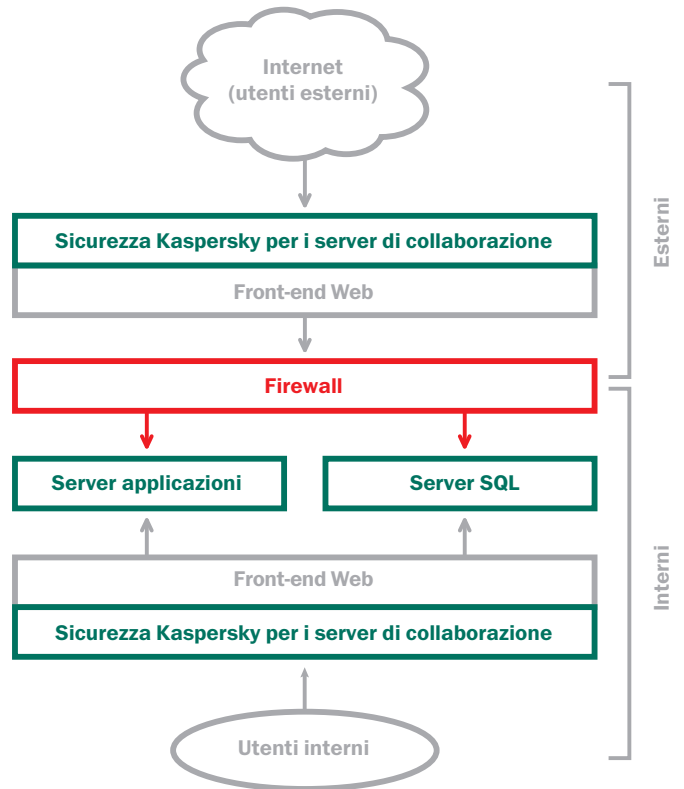 Internet
(utenti esterni)
Sicurezza Kaspersky per i server di collaborazione
Front-end Web
Esterni
Firewall
Server applicazioni
Server SQL
Front-end Web
Interni
Sicurezza Kaspersky per i server di collaborazione
Utenti interni